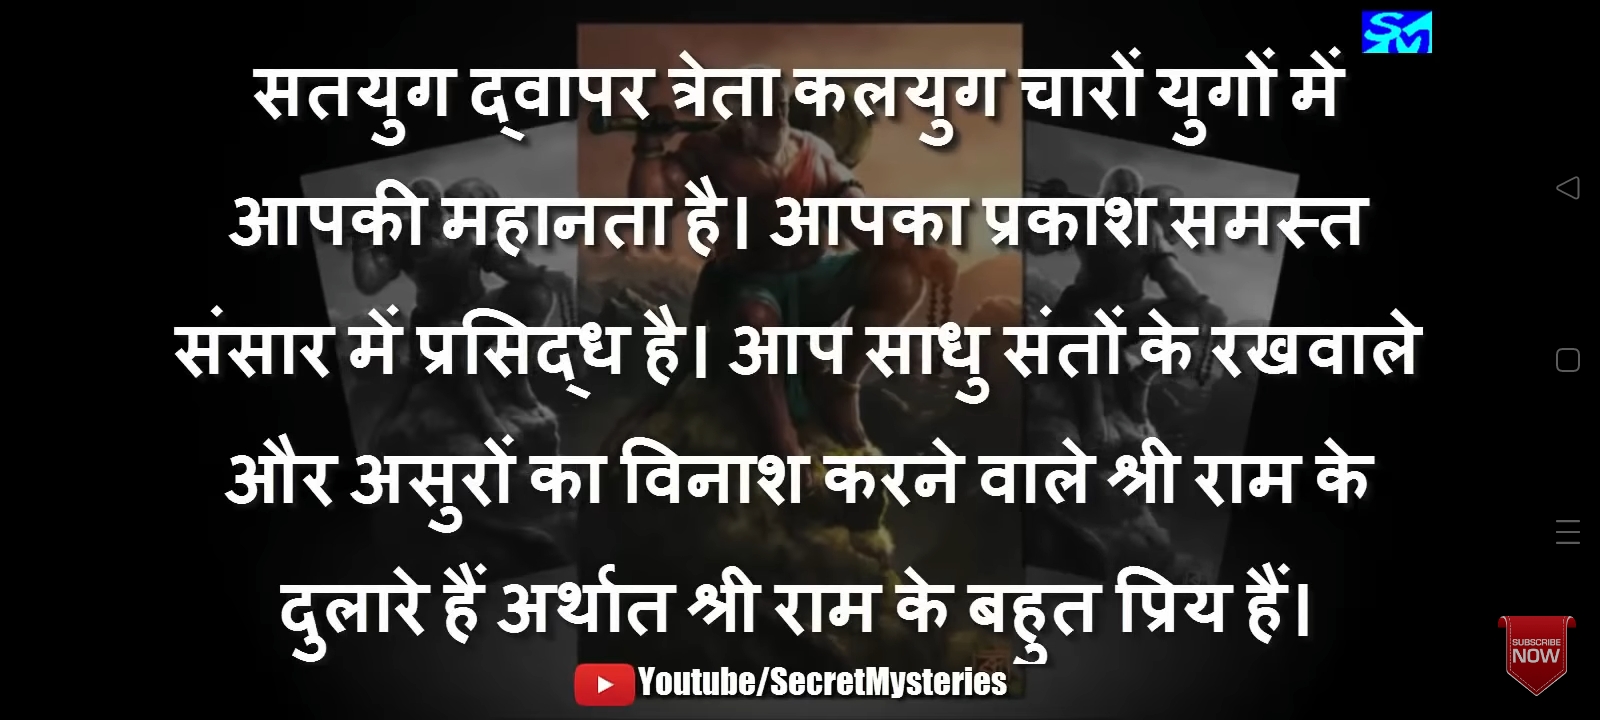 SM
सतयुग द्वापर त्रेता कलयुग चारों युगों में
आपकी महानता है। आपका प्रकाश समस्त
संसार में प्रसिद्ध है। आप साधु संतों के रखवाले
और असुरों का विनाश करने वाले श्री राम के
दुलारे हैं अर्थात श्री राम के बहुत प्रिय हैं।
Youtube/SecretMysteries
SUBSCRIBE
NOW